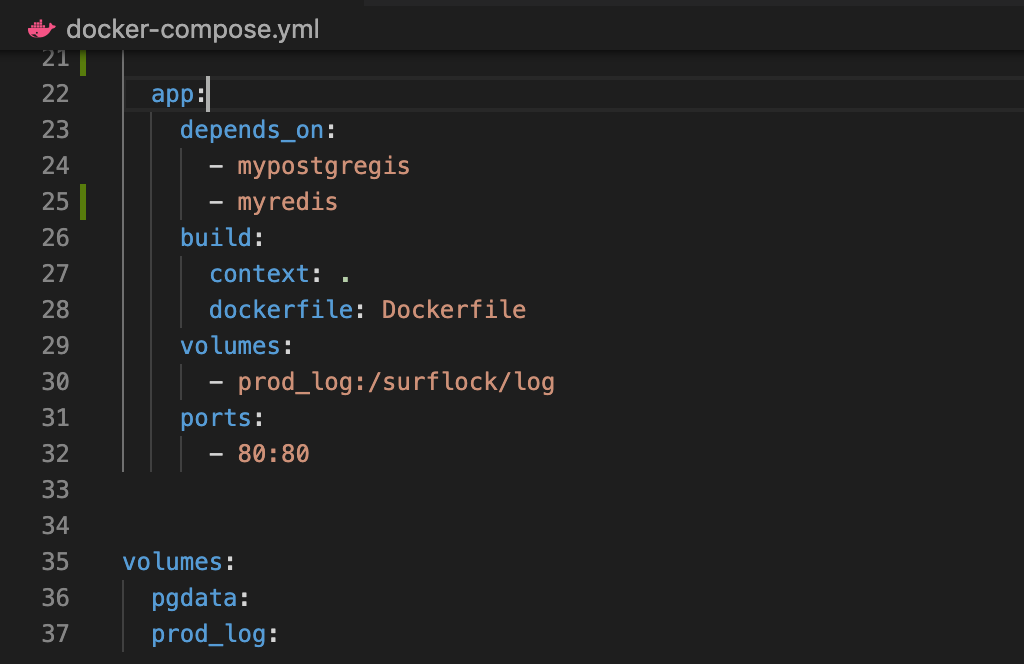 docker-compose.yml
21
22 app:
23 depends_on:
24 - mypostgregis
25 - myredis
26 build:
27 context: .
28 dockerfile: Dockerfile
29 volumes:
30 - prod_log:/surflock/log
31 ports:
32 - 80:80
33
34
35 volumes:
36 pgdata:
37 prod_log: